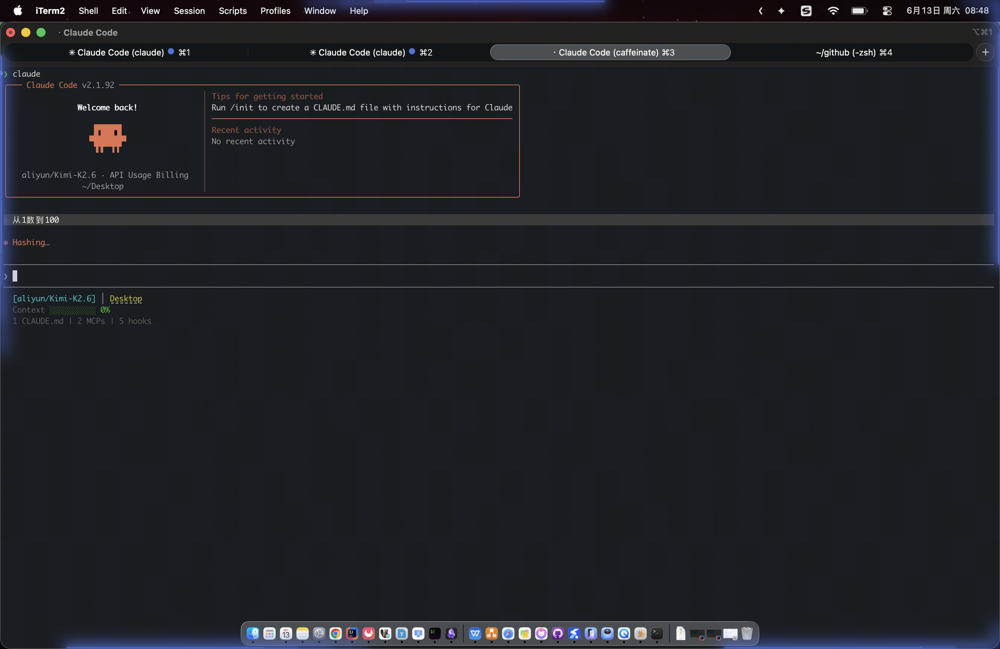 iTerm2 Shell Edit View Session Scripts Profiles Window Help 6月13日 周六 08:48
· Claude Code ⌥⌘1
✳ Claude Code (claude) ⌘1 ✳ Claude Code (claude) ⌘2 · Claude Code (caffeinate) ⌘3 ~/github (-zsh) ⌘4 +
❯ claude
Claude Code v2.1.92
Welcome back!
aliyun/Kimi-K2.6 · API Usage Billing
~/Desktop
Tips for getting started
Run /init to create a CLAUDE.md file with instructions for Claude
Recent activity
No recent activity
❯ 从1数到100
✻ Hashing…
❯
[aliyun/Kimi-K2.6] │ Desktop
Context ░░░░░░░░░░ 0%
1 CLAUDE.md | 2 MCPs | 5 hooks
周六
13